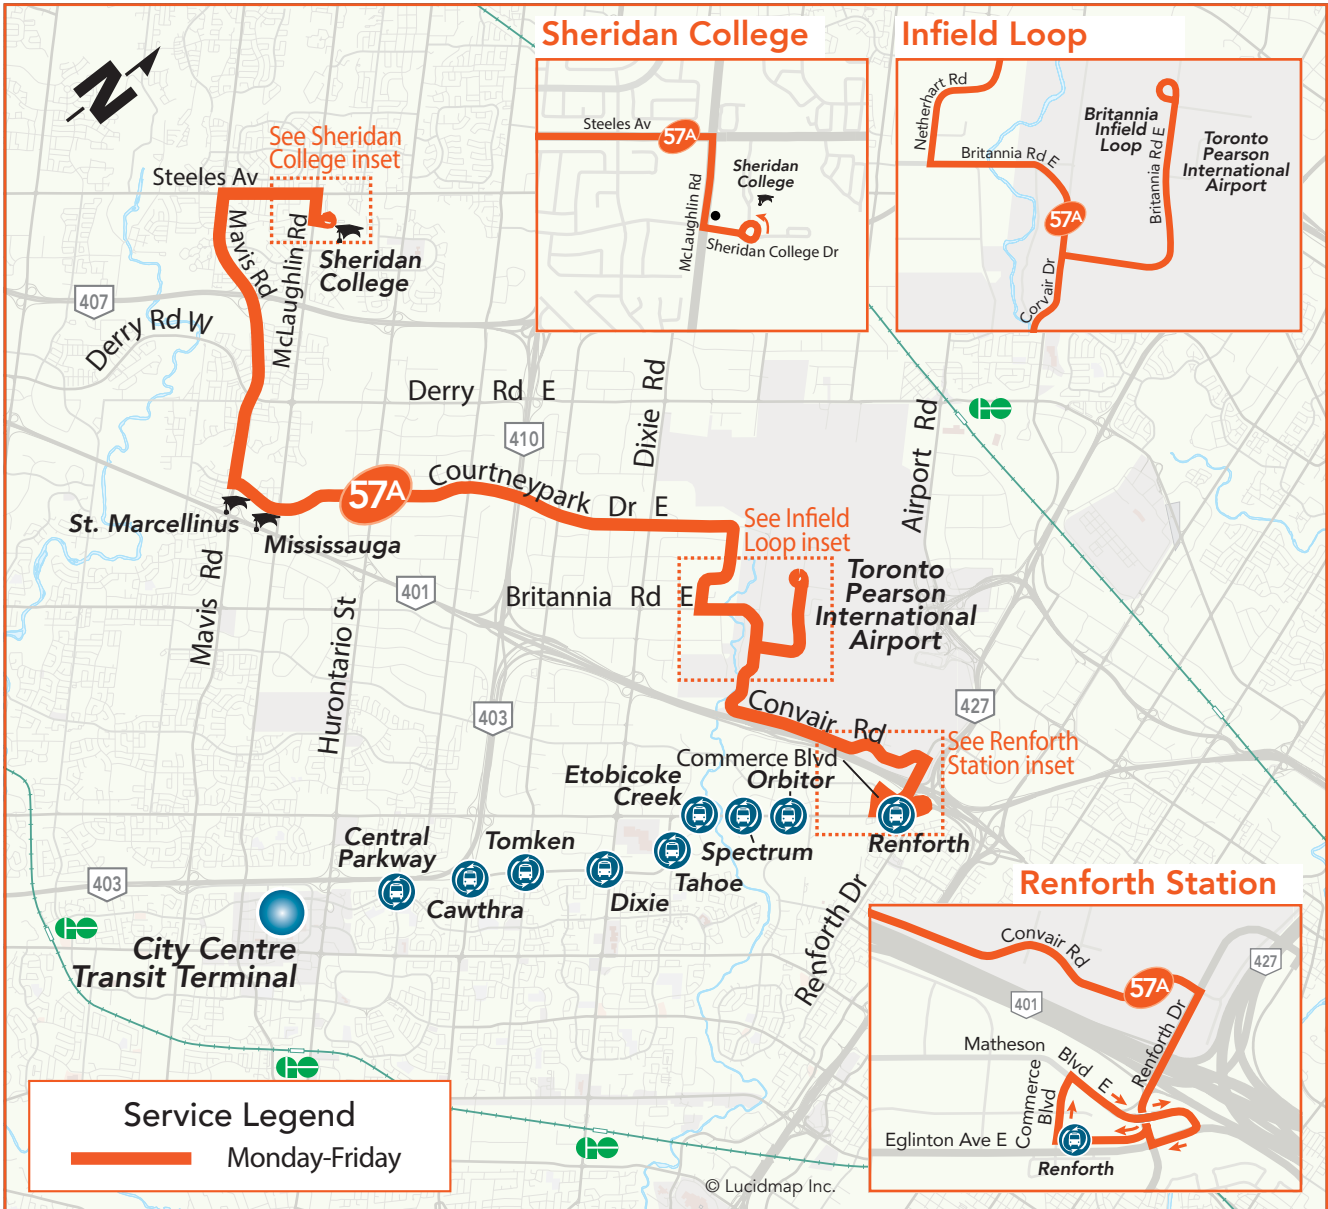 Sheridan College
Infield Loop
N
See Sheridan
College inset
Steeles Av
Mavis Rd
McLaughlin Rd
Sheridan
College
407
Derry Rd W
Derry Rd E
410
Dixie Rd
Airport Rd
GO
Steeles Av
57A
Sheridan
College
McLaughlin Rd
Sheridan College Dr
Netherhart Rd
Britannia Rd E
Britannia
Infield
Loop
Britannia Rd E
Toronto
Pearson
International
Airport
57A
Corvair Dr
57A
Courtneypark Dr E
St. Marcellinus
Mississauga
See Infield
Loop inset
Mavis Rd
Hurontario St
401
Britannia Rd E
Toronto
Pearson
International
Airport
403
Convair Rd
427
See Renforth
Station inset
Commerce Blvd
Etobicoke
Creek
Orbitor
Spectrum
Renforth
Tahoe
Dixie
Tomken
Cawthra
Central
Parkway
403
GO
City Centre
Transit Terminal
Renforth Dr
Renforth Station
Convair Rd
57A
427
401
Renforth Dr
Matheson Blvd E
Commerce
Blvd
Eglinton Ave E
Renforth
GO
GO
Service Legend
Monday-Friday
© Lucidmap Inc.